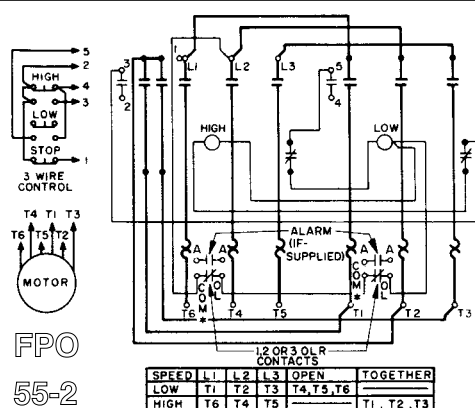 5
2
HIGH
4
3
LOW
STOP
1
3 WIRE
CONTROL
T4 T1 T3
T6 T5 T2
MOTOR
FPO
55-2
3
2
1
L1
L2
L3
5
4
HIGH
LOW
ALARM
(IF-
SUPPLIED)
A A
A A
COM*
OL
COM*
OL
T6
*
T4
T5
T1
T2
T3
1,2 OR 3 OLR
CONTACTS
SPEED L1 L2 L3 OPEN TOGETHER
LOW T1 T2 T3 T4,T5,T6
HIGH T6 T4 T5 T1, T2, T3